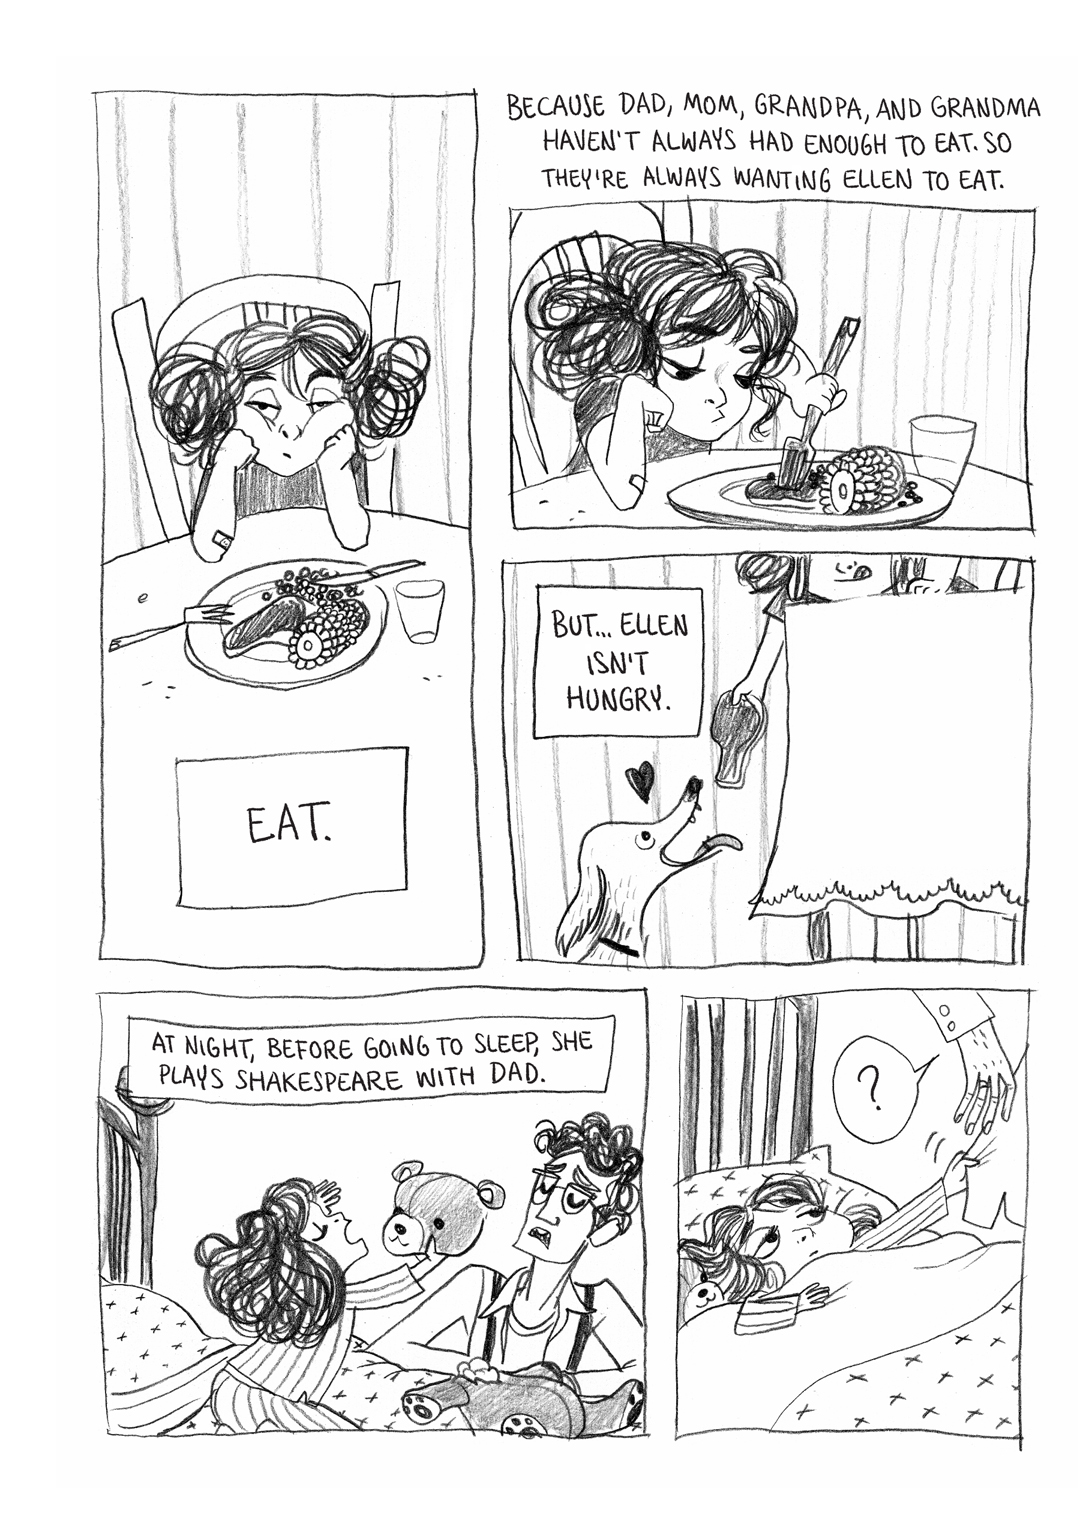 EAT.
BECAUSE DAD, MOM, GRANDPA, AND GRANDMA
HAVEN'T ALWAYS HAD ENOUGH TO EAT. SO
THEY'RE ALWAYS WANTING ELLEN TO EAT.
BUT... ELLEN
ISN'T
HUNGRY.
AT NIGHT, BEFORE GOING TO SLEEP, SHE
PLAYS SHAKESPEARE WITH DAD.
?